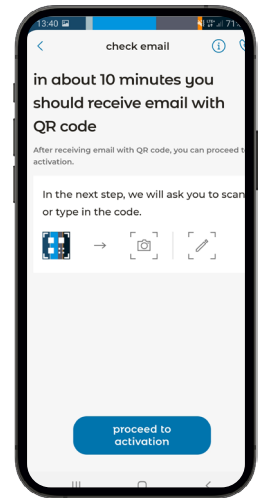 13:40
71%
check email
in about 10 minutes you
should receive email with
QR code
After receiving email with QR code, you can proceed t
activation.
In the next step, we will ask you to scan
or type in the code.
proceed to
activation